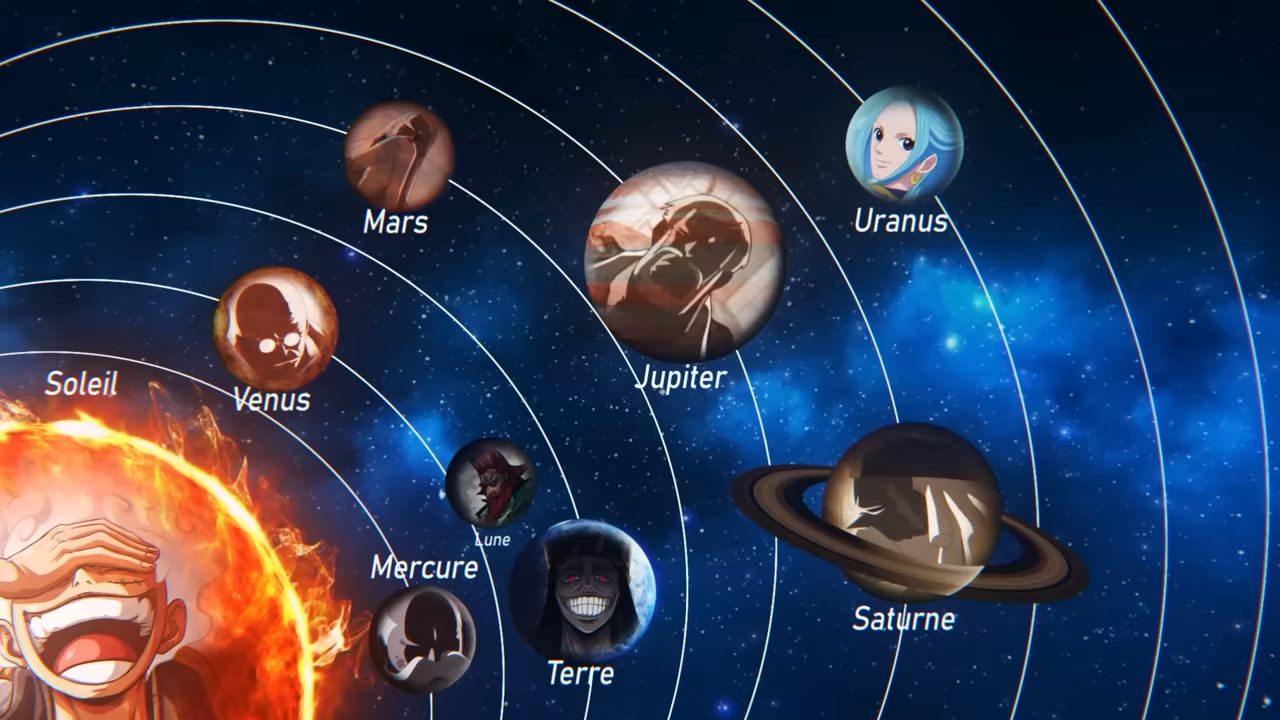 Mars
Uranus
Jupiter
Soleil
Venus
Lune
Mercure
Saturne
Terre